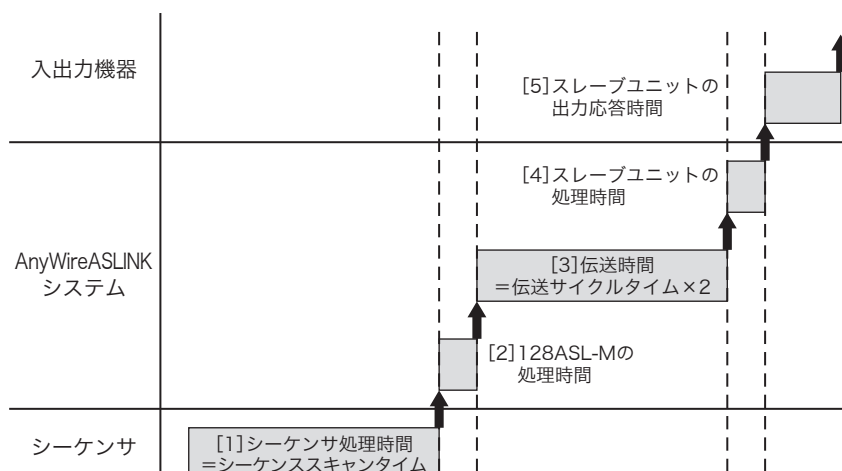 入出力機器
[5]スレーブユニットの
出力応答時間
[4]スレーブユニットの
処理時間
AnyWireASLINK
システム
[3]伝送時間
＝伝送サイクルタイム×2
[2]128ASL-Mの
処理時間
シーケンサ
[1]シーケンサ処理時間
＝シーケンススキャンタイム